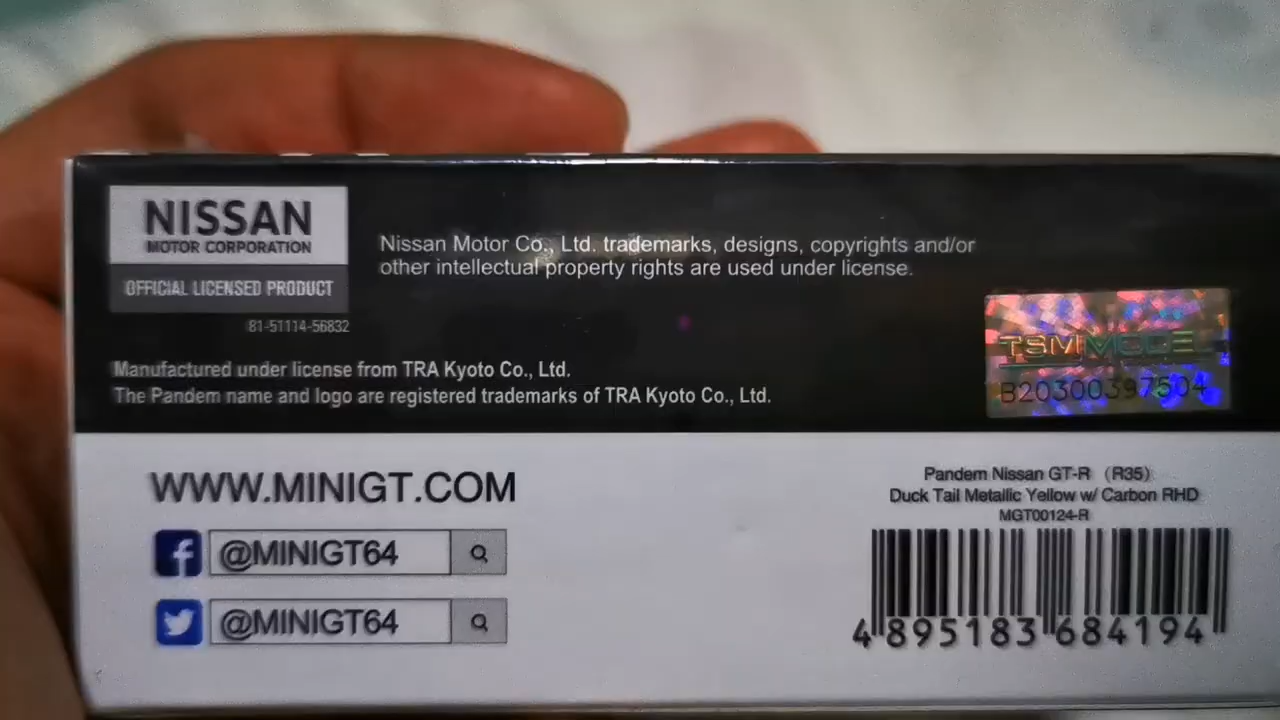 NISSAN
MOTOR CORPORATION
OFFICIAL LICENSED PRODUCT
81-51114-56832
Nissan Motor Co., Ltd. trademarks, designs, copyrights and/or
other intellectual property rights are used under license.
Manufactured under license from TRA Kyoto Co., Ltd.
The Pandem name and logo are registered trademarks of TRA Kyoto Co., Ltd.
B20300397504
WWW.MINIGT.COM
@MINIGT64
@MINIGT64
Pandem Nissan GT-R (R35)
Duck Tail Metallic Yellow w/ Carbon RHD
MGT00124-R
4 895183 684194